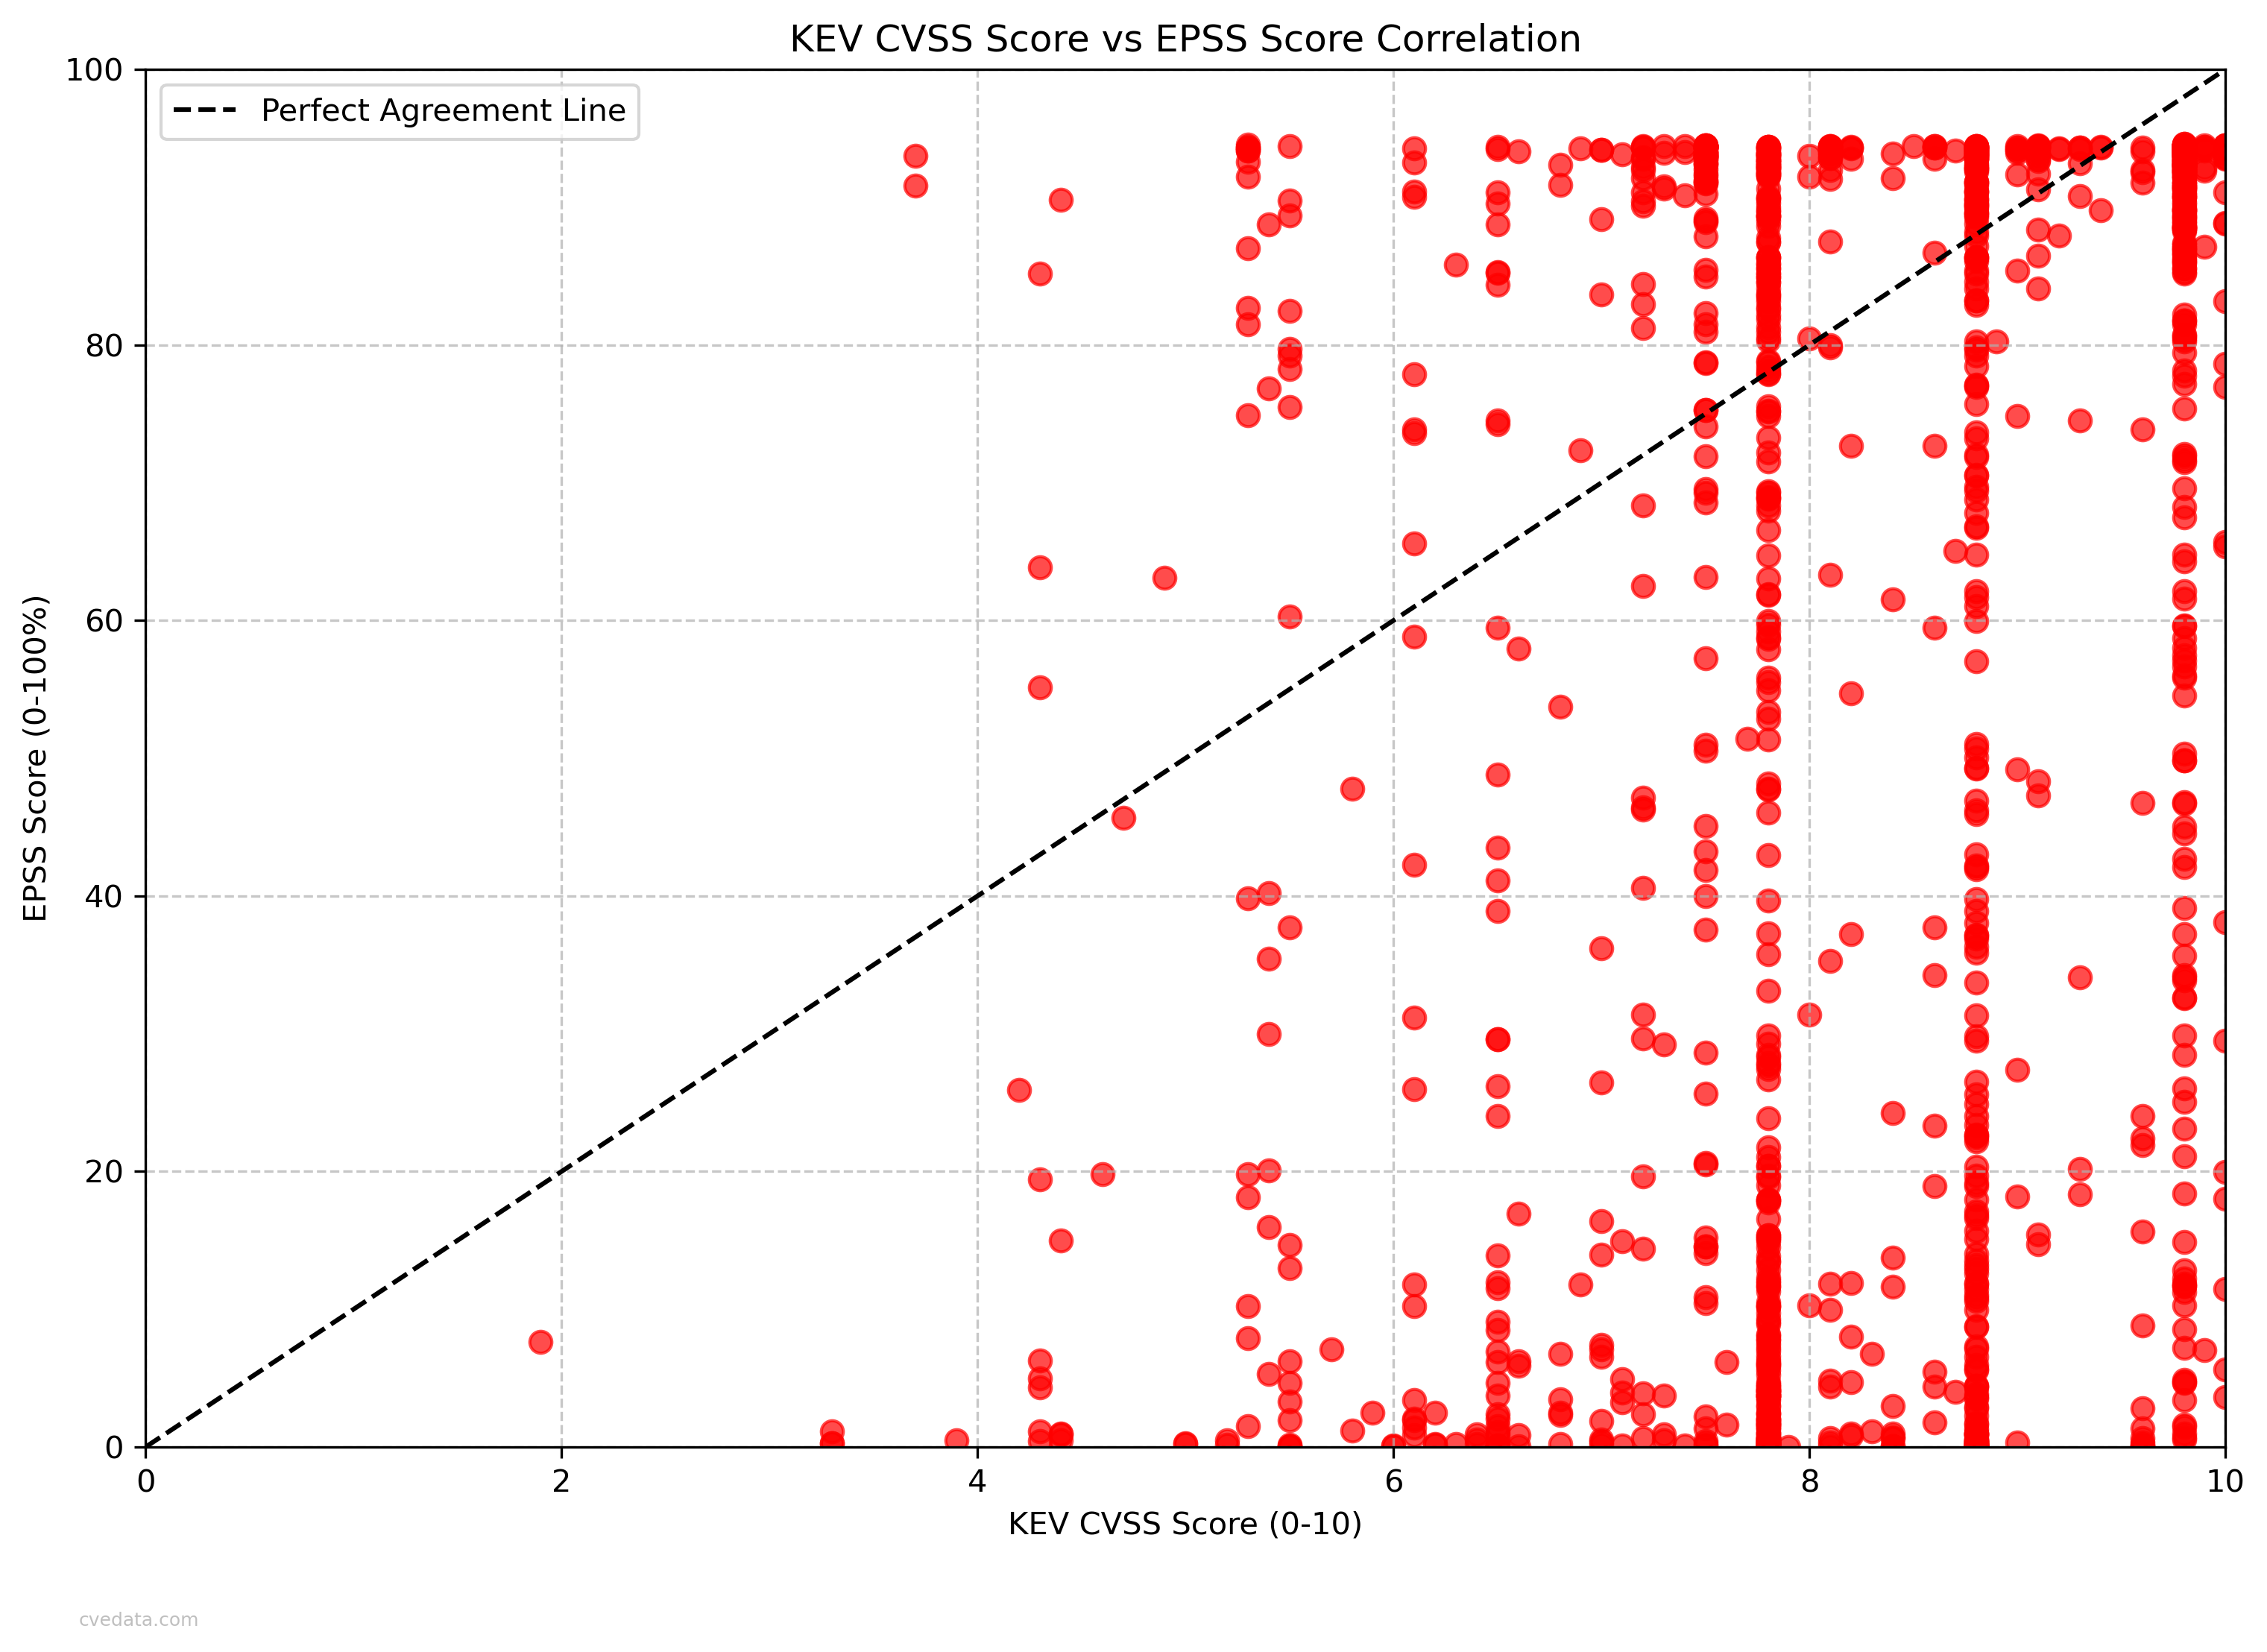 KEV CVSS Score vs EPSS Score Correlation
Perfect Agreement Line
EPSS Score (0-100%)
100
80
60
40
20
0
0 2 4 6 8 10
KEV CVSS Score (0-10)
cvedata.com